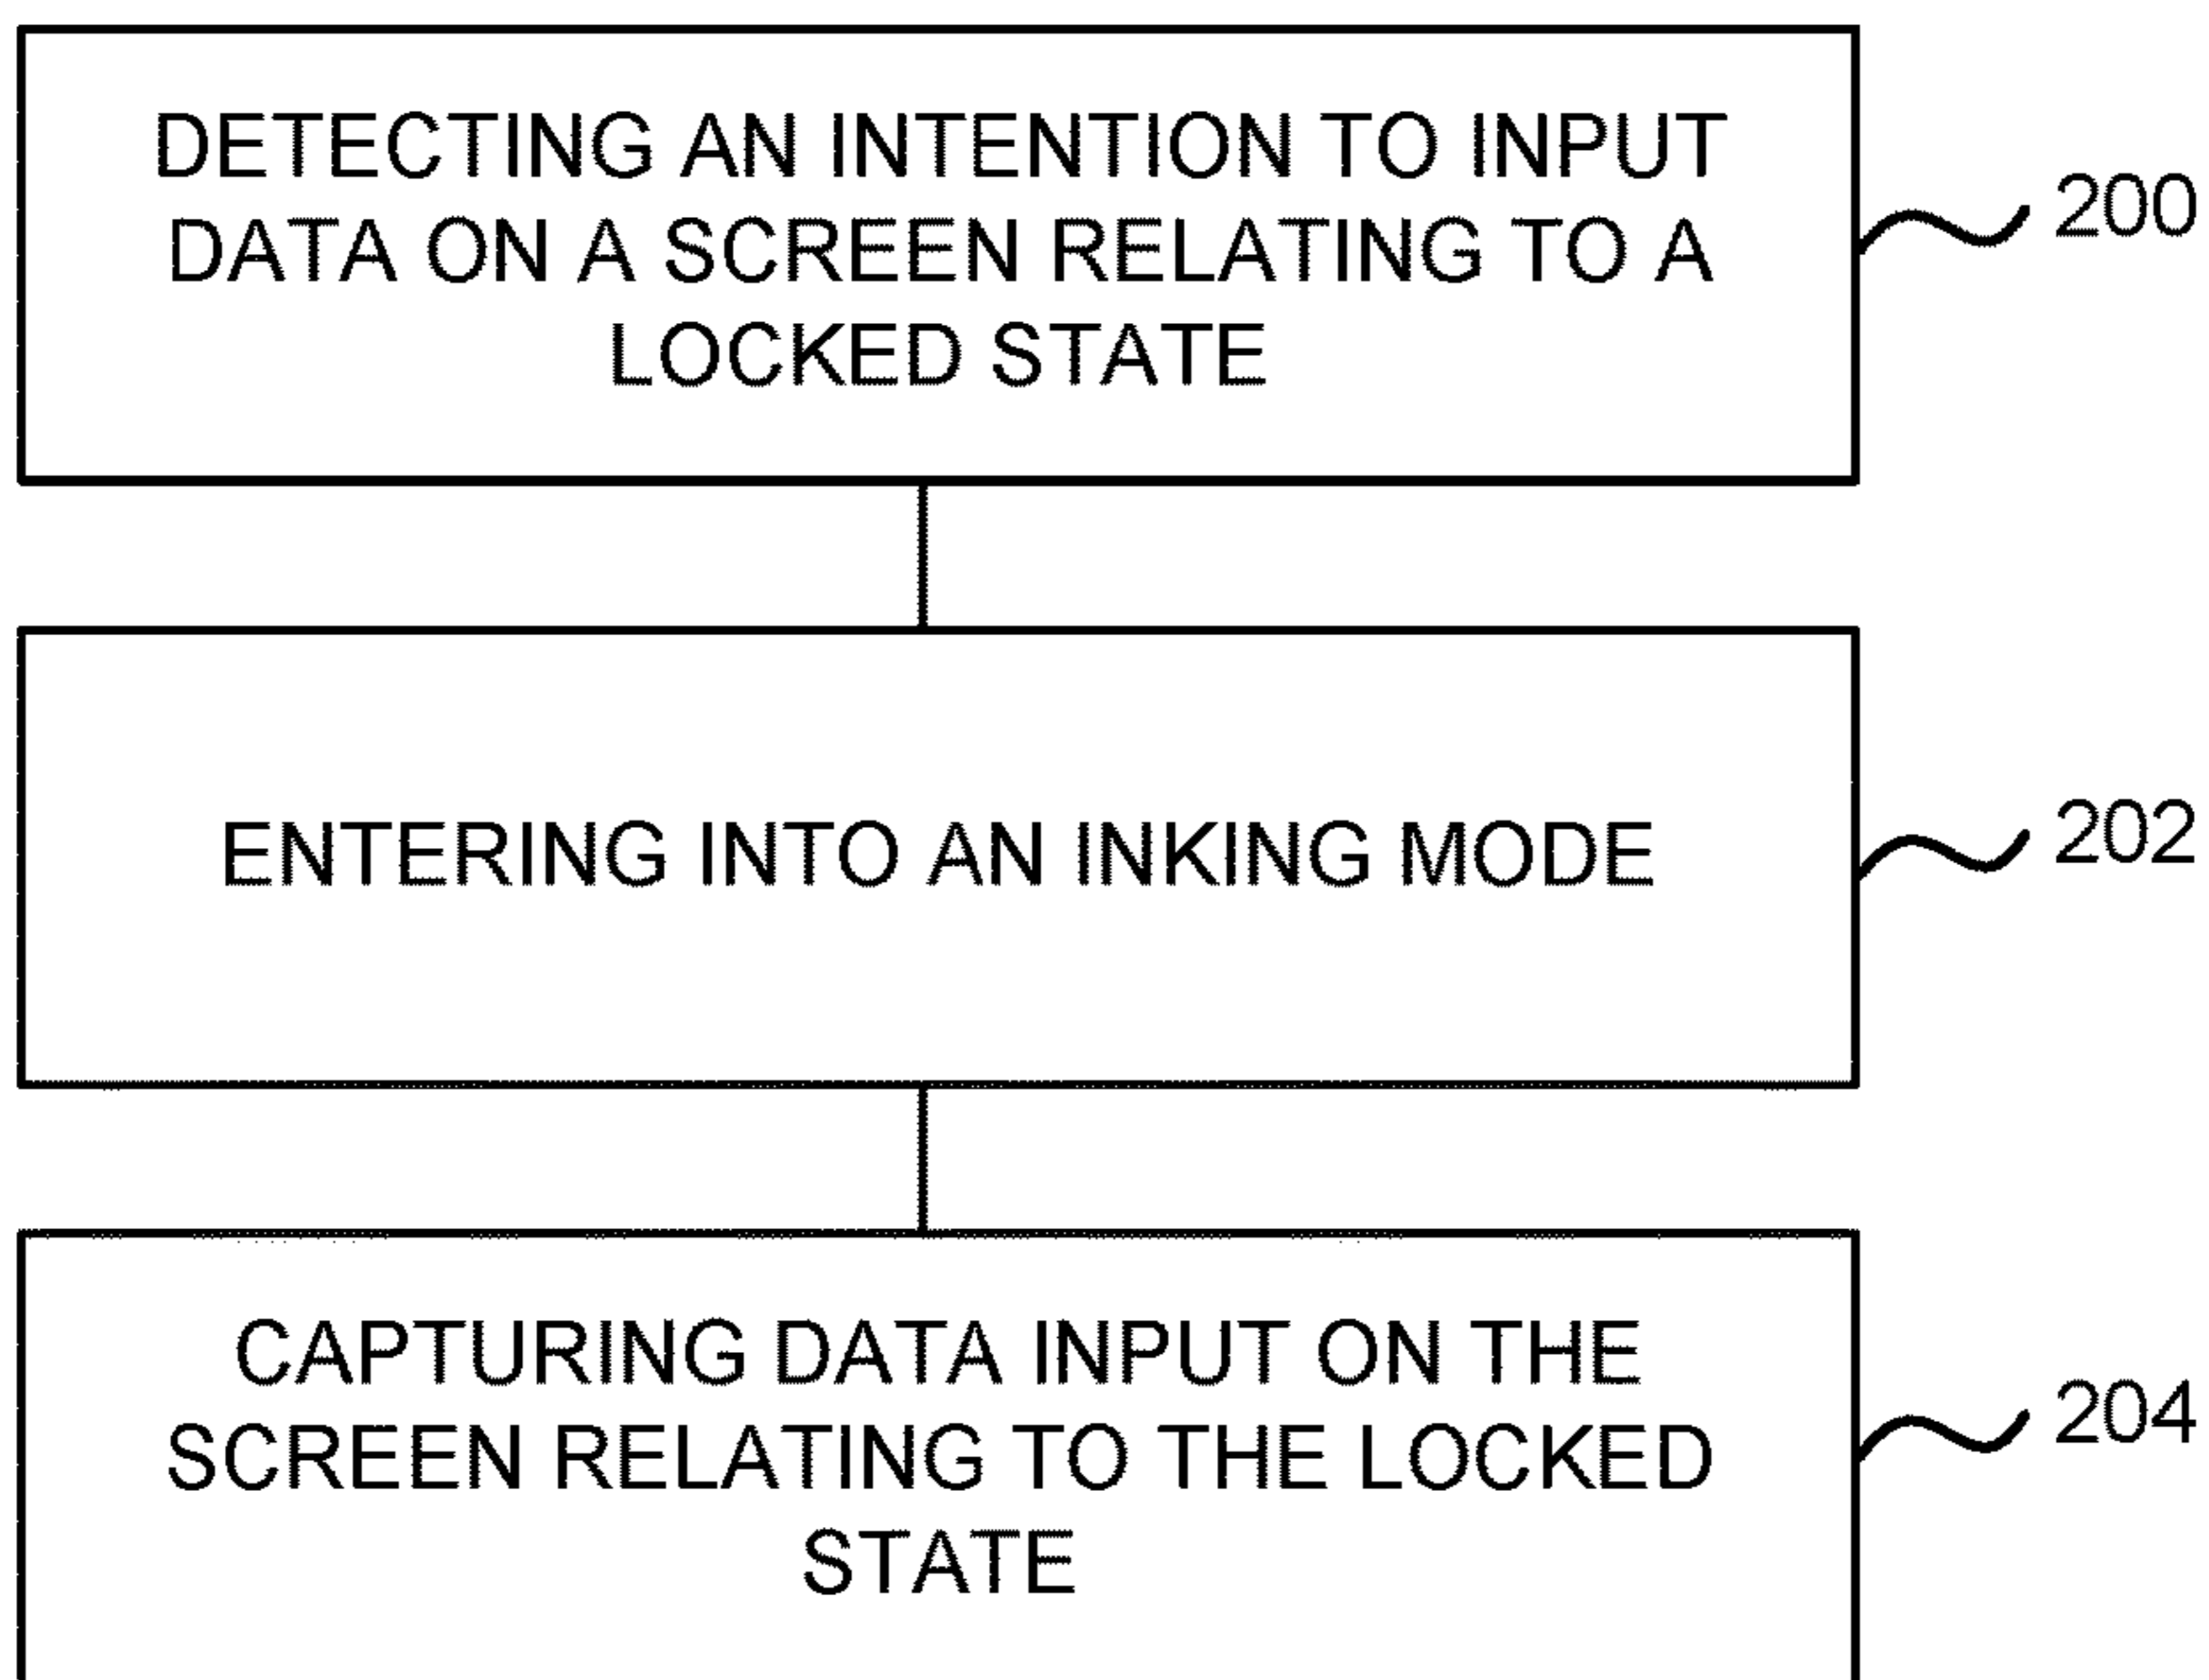 DETECTING AN INTENTION TO INPUT
DATA ON A SCREEN RELATING TO A
LOCKED STATE
200
ENTERING INTO AN INKING MODE
202
CAPTURING DATA INPUT ON THE
SCREEN RELATING TO THE LOCKED
STATE
204